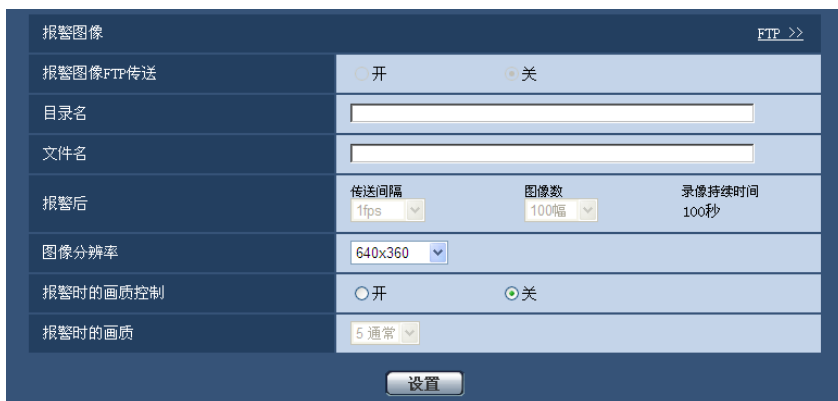 报警图像 FTP >>
报警图像FTP传送 开 关
目录名
文件名
报警后 传送间隔 图像数 录像持续时间
1fps 100幅 100秒
图像分辨率 640x360
报警时的画质控制 开 关
报警时的画质 5 通常
设置